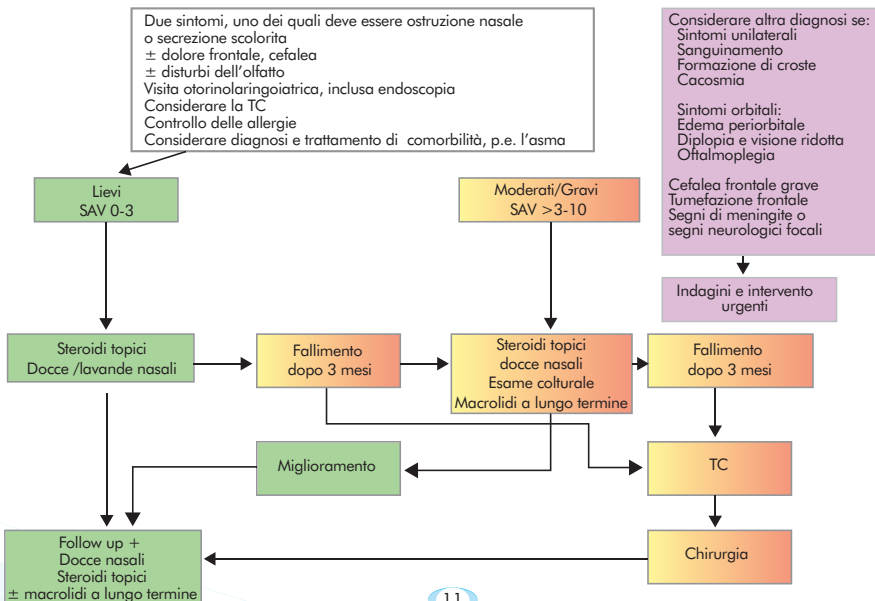 Due sintomi, uno dei quali deve essere ostruzione nasale
o secrezione scolorita
± dolore frontale, cefalea
± disturbi dell'olfatto
Visita otorinolaringoiatrica, inclusa endoscopia
Considerare la TC
Controllo delle allergie
Considerare diagnosi e trattamento di comorbilità, p.e. l'asma
Considerare altra diagnosi se:
Sintomi unilaterali
Sanguinamento
Formazione di croste
Cacosmia
Sintomi orbitali:
Edema periorbitale
Diplopia e visione ridotta
Oftalmoplegia
Cefalea frontale grave
Tumefazione frontale
Segni di meningite o
segni neurologici focali
Lievi
SAV 0-3
Moderati/Gravi
SAV >3-10
Indagini e intervento
urgenti
Steroidi topici
Docce /lavande nasali
Fallimento
dopo 3 mesi
Steroidi topici
docce nasali
Esame colturale
Macrolidi a lungo termine
Fallimento
dopo 3 mesi
Miglioramento
TC
Follow up +
Docce nasali
Steroidi topici
± macrolidi a lungo termine
Chirurgia
11